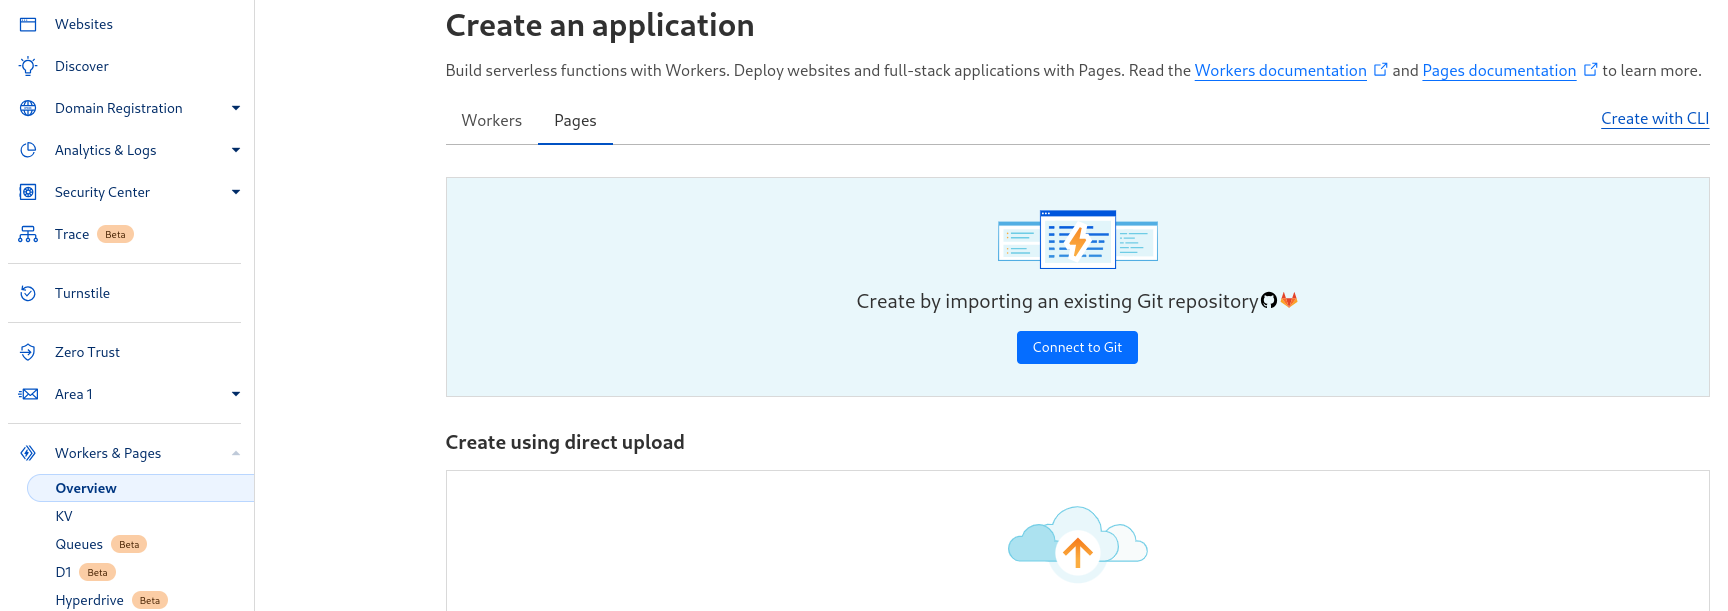 Websites
Discover
Domain Registration
Analytics & Logs
Security Center
Trace Beta
Turnstile
Zero Trust
Area 1
Workers & Pages
Overview
KV
Queues Beta
D1 Beta
Hyperdrive Beta
Create an application
Build serverless functions with Workers. Deploy websites and full-stack applications with Pages. Read the Workers documentation and Pages documentation to learn more.
Workers Pages Create with CLI
Create by importing an existing Git repository
Connect to Git
Create using direct upload